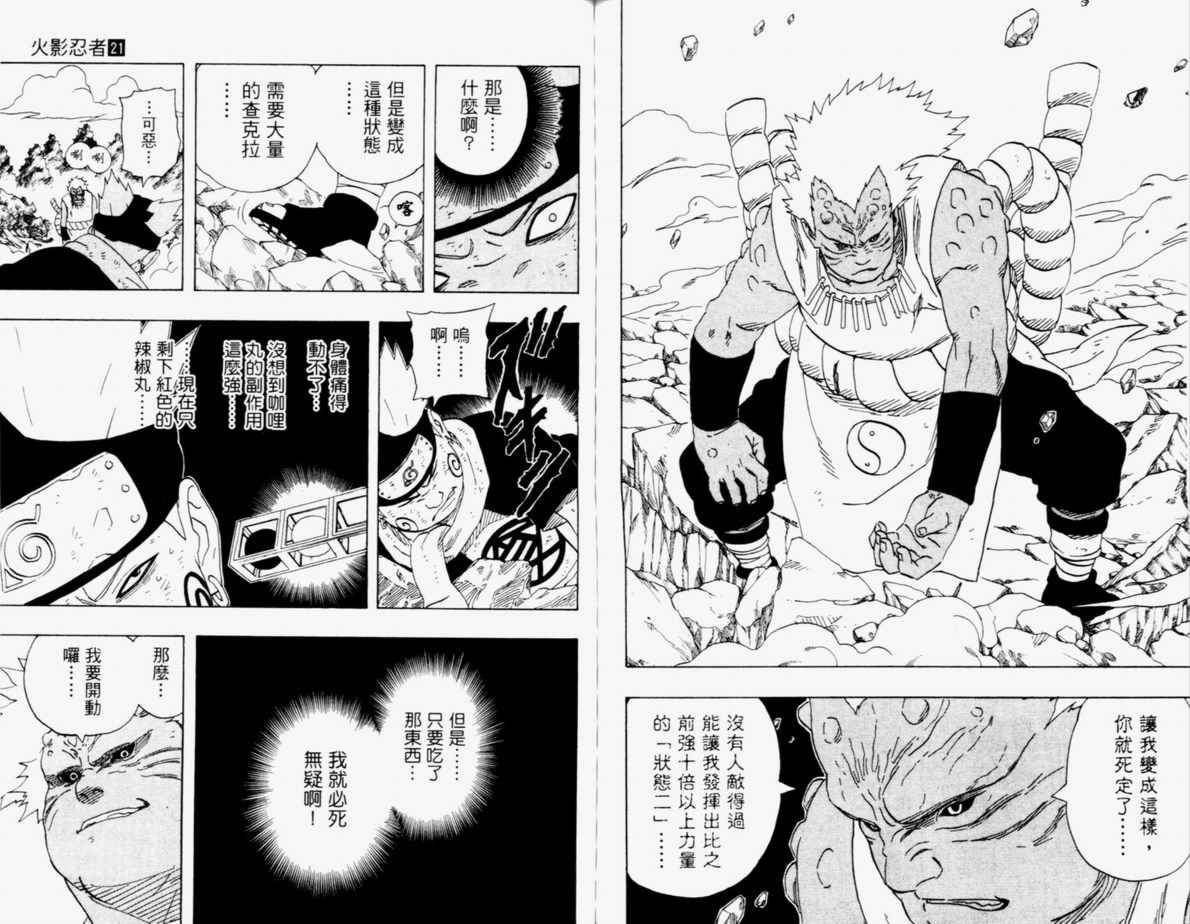 讓我變成這樣，
你就死定了……
沒有人敵得過
能讓我發揮出比之
前強十倍以上力量
的「狀態二」……
火影忍者21
那是……
什麼啊？
但是變成
這種狀態
……
需要大量
的查克拉
……
喀
…可惡…
唰
唰
嗚……
啊……
身體痛得
動不了…
沒想到咖哩
丸的副作用
這麼強……
……現在只
剩下紅色的
辣椒丸……
但是……
只要吃了
那東西…
我就必死
無疑啊！
那麼…
我要開動
囉……